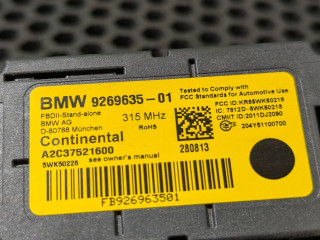 BMW 9269635-01
FBDII-Stand-alone
BMW AG
D-80788 München
315 MHz
RoHS
Continental
A2C37521600
5WK50226 see owner's manual
Tested to Comply with
FCC Standards for Automotive Use
FCC ID:KR55WK50218
IC: 7812D-5WK50218
CMIIT ID:2011DJ2090
204Y51100700
280813
FB926963501